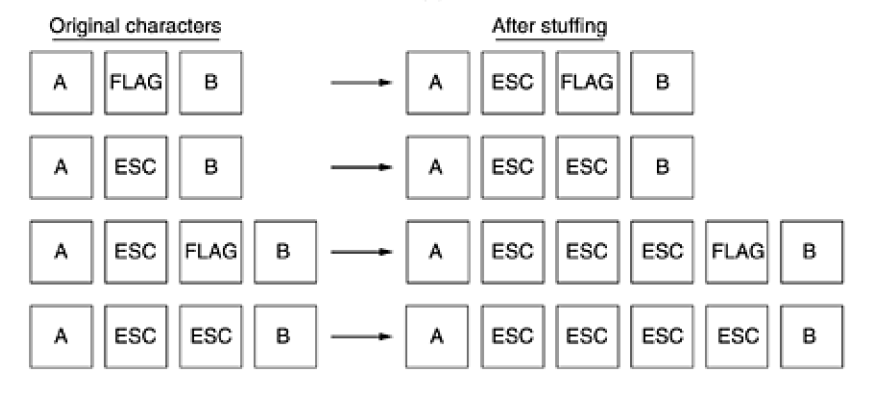 Original characters After stuffing
A FLAG B A ESC FLAG B
A ESC B A ESC ESC B
A ESC FLAG B A ESC ESC ESC FLAG B
A ESC ESC B A ESC ESC ESC ESC B